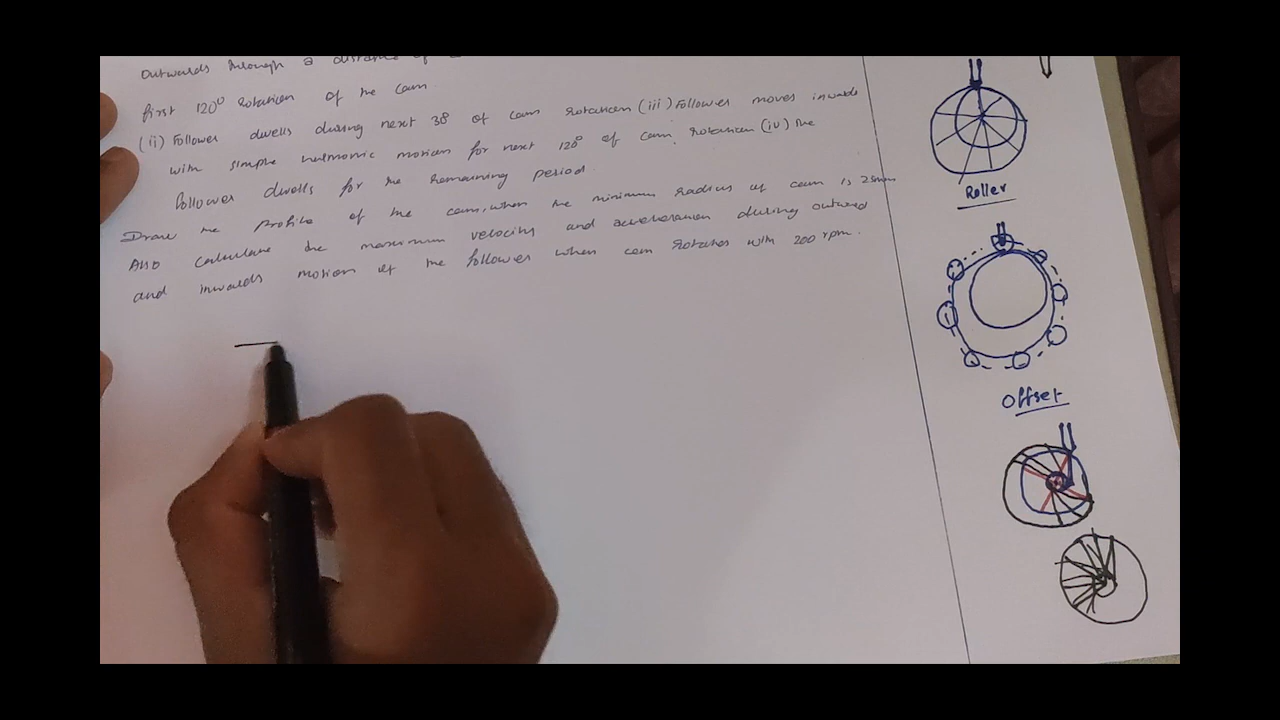 Outwards through a distance of
first 120° rotation of the cam
(ii) Follower dwells during next 30 of cam rotation (iii) Follower moves inwards
with simple harmonic motion for next 120° of cam rotation (iv) The
follower dwells for the remaining period.
Draw the profile of the cam, when the minimum radius of cam is 25mm
Also calculate the maximum velocity and acceleration during outward
and inwards motion of the follower when cam rotates with 200 rpm.
Roller
Offset